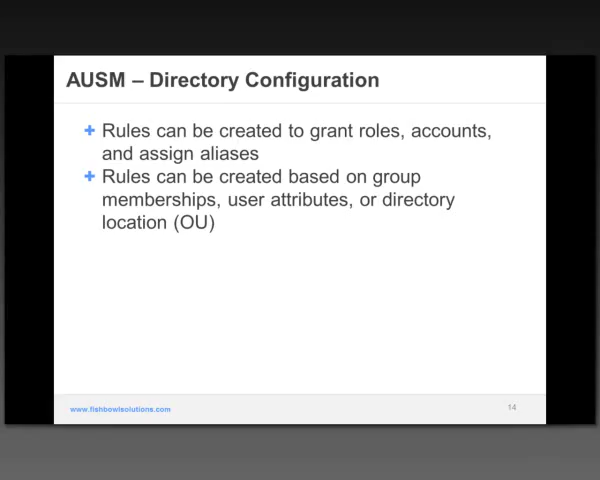 AUSM – Directory Configuration
+ Rules can be created to grant roles, accounts,
and assign aliases
+ Rules can be created based on group
memberships, user attributes, or directory
location (OU)
www.fishbowlsolutions.com
14